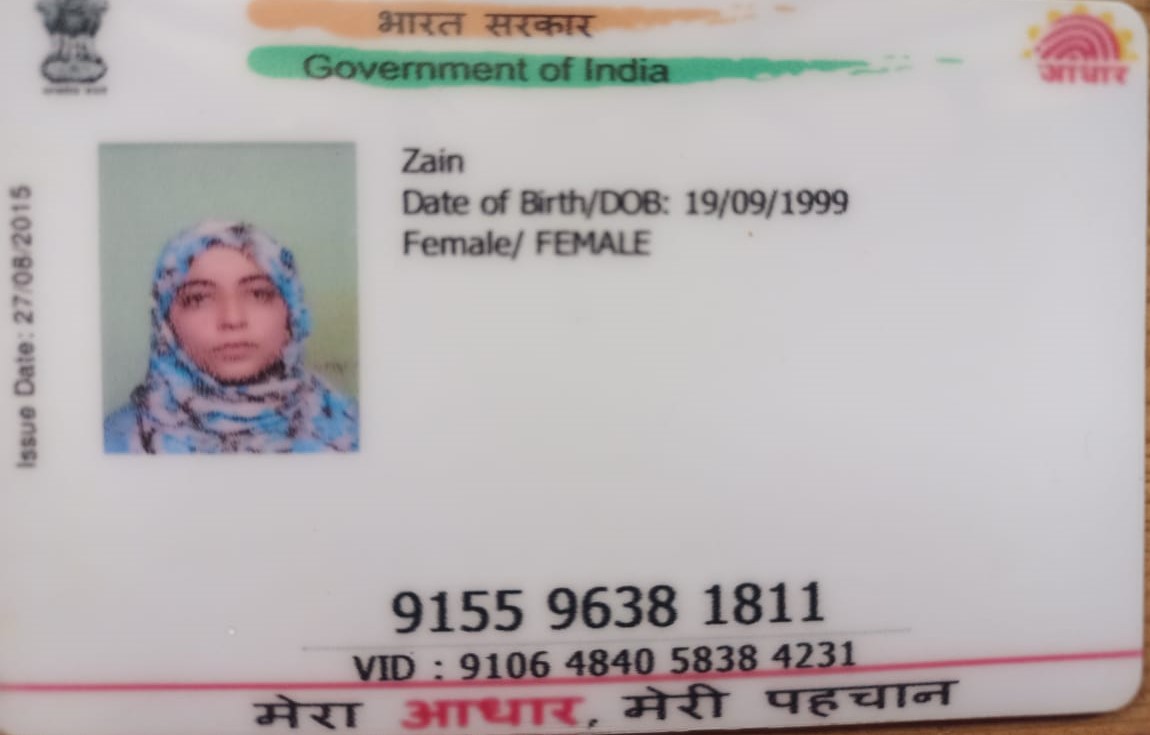 भारत सरकार
Government of India
आधार
Issue Date: 27/08/2015
Zain
Date of Birth/DOB: 19/09/1999
Female/ FEMALE
9155 9638 1811
VID : 9106 4840 5838 4231
मेरा आधार, मेरी पहचान